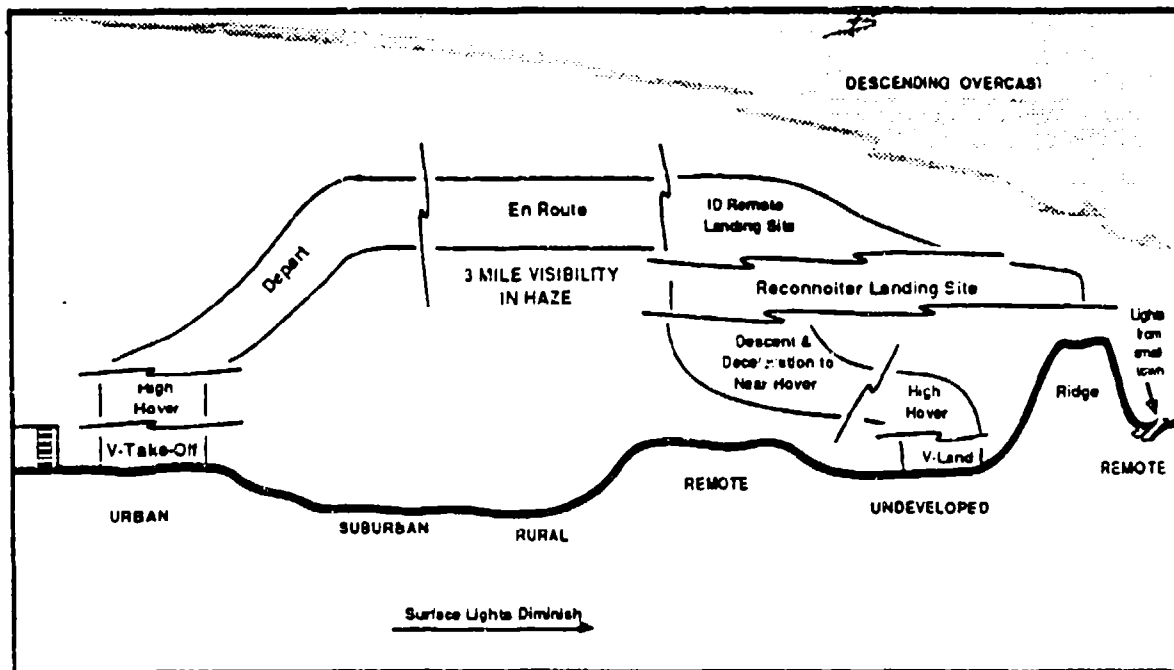 DESCENDING OVERCAST
En Route
ID Remote
Landing Site
Depart
3 MILE VISIBILITY
IN HAZE
Reconnoiter Landing Site
Lights
from
small
town
Descent &
Deceleration to
Near Hover
High
Hover
High
Hover
Ridge
V-Take-Off
V-Land
REMOTE
REMOTE
URBAN
UNDEVELOPED
SUBURBAN
RURAL
Surface Lights Diminish